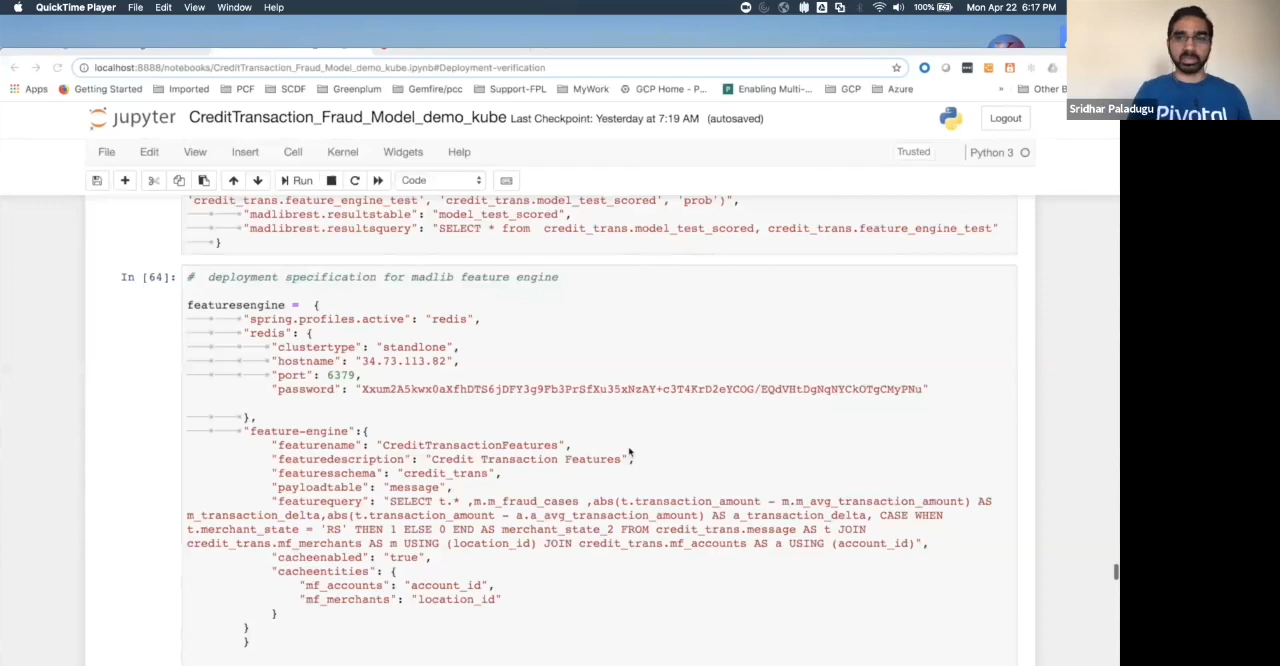 QuickTime Player File Edit View Window Help 100% Mon Apr 22 6:17 PM
localhost:8888/notebooks/CreditTransaction_Fraud_Model_demo_kube.ipynb#Deployment-verification
Apps Getting Started Imported PCF SCDF Greenplum Gemfire/pcc Support-FPL MyWork GCP Home - P... Enabling Multi-... GCP Azure » Other B
Sridhar Paladugu
Pivotal
jupyter CreditTransaction_Fraud_Model_demo_kube Last Checkpoint: Yesterday at 7:19 AM (autosaved) Logout
File Edit View Insert Cell Kernel Widgets Help Trusted Python 3
Run Code
'credit_trans.feature_engine_test', 'credit_trans.model_test_scored', 'prob')",
"madlibrest.resultstable": "model_test_scored",
"madlibrest.resultsquery": "SELECT * from credit_trans.model_test_scored, credit_trans.feature_engine_test"
}
In [64]: # deployment specification for madlib feature engine
featuresengine = {
"spring.profiles.active": "redis",
"redis": {
"clustertype": "standlone",
"hostname": "34.73.113.82",
"port": 6379,
"password": "Xxum2A5kwx0aXfhDTS6jDFY3g9Fb3PrSfXu35xNzAY+c3T4KrD2eYCOG/EQdVHtDgNqNYCkOTgCMyPNu"
},
"feature-engine":{
"featurename": "CreditTransactionFeatures",
"featuredescription": "Credit Transaction Features",
"featuresschema": "credit_trans",
"payloadtable": "message",
"featurequery": "SELECT t.* ,m.m_fraud_cases ,abs(t.transaction_amount - m.m_avg_transaction_amount) AS
m_transaction_delta,abs(t.transaction_amount - a.a_avg_transaction_amount) AS a_transaction_delta, CASE WHEN
t.merchant_state = 'RS' THEN 1 ELSE 0 END AS merchant_state_2 FROM credit_trans.message AS t JOIN
credit_trans.mf_merchants AS m USING (location_id) JOIN credit_trans.mf_accounts AS a USING (account_id)",
"cacheenabled": "true",
"cacheentities": {
"mf_accounts": "account_id",
"mf_merchants": "location_id"
}
}
}